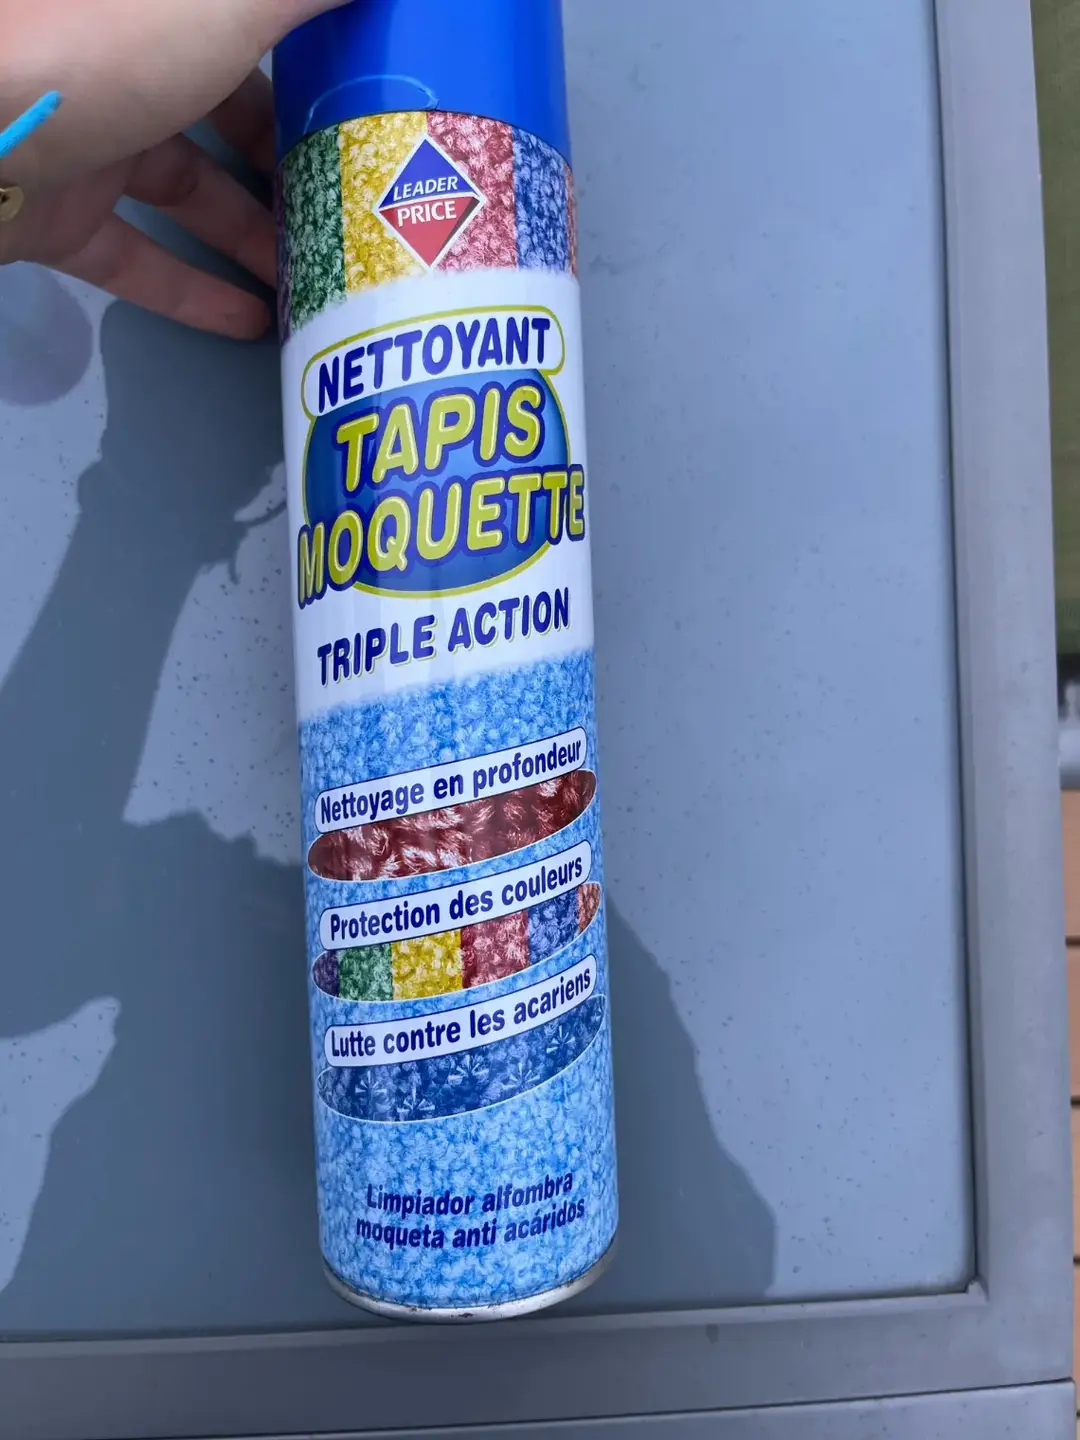 LEADER
PRICE
NETTOYANT
TAPIS
MOQUETTE
TRIPLE ACTION
Nettoyage en profondeur
Protection des couleurs
Lutte contre les acariens
Limpiador alfombra
moqueta anti acáridos